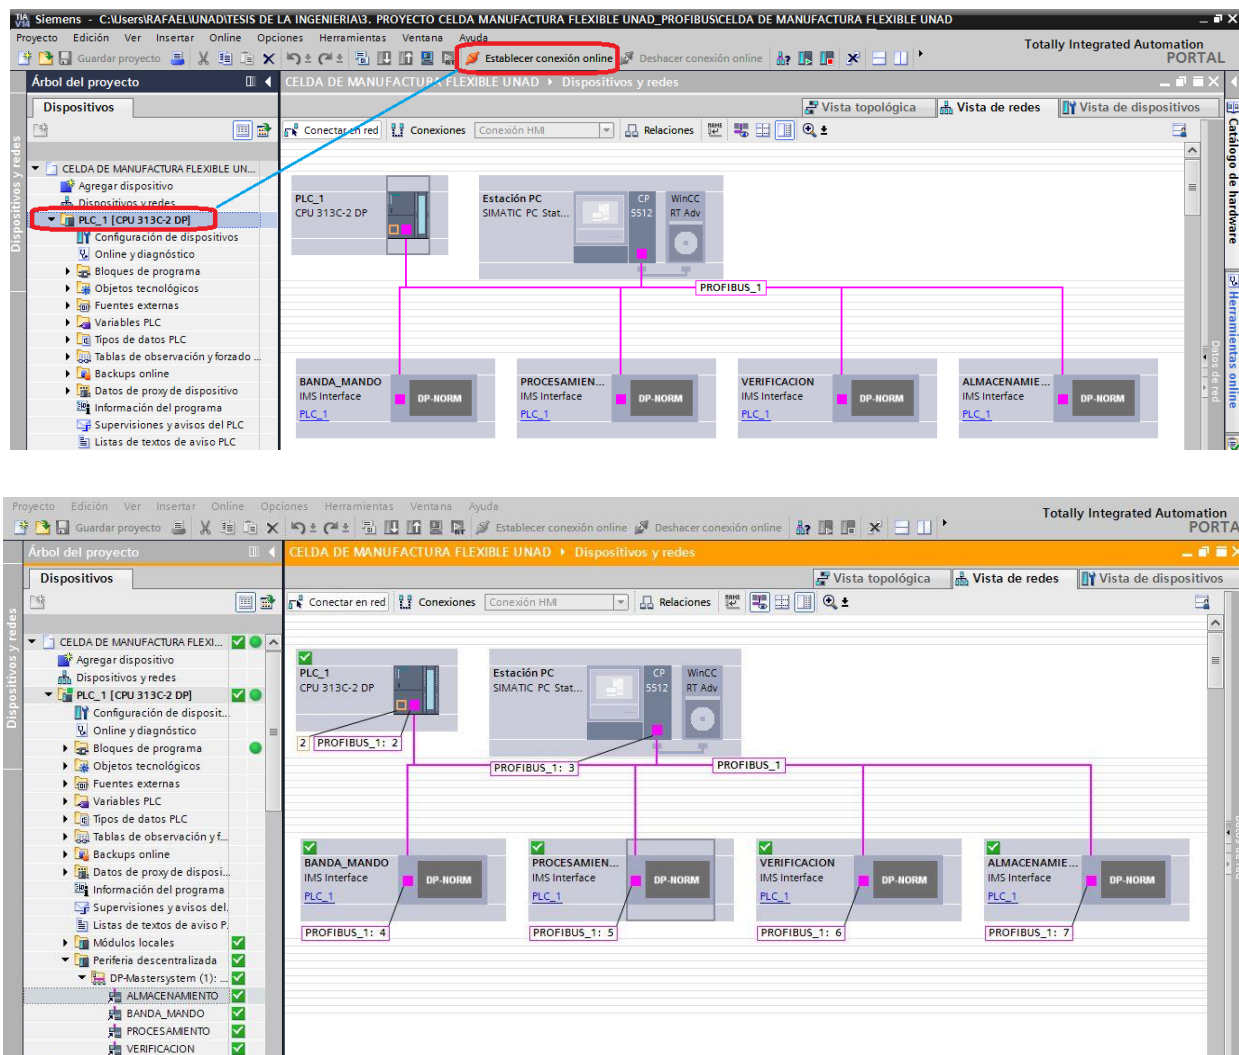 Siemens - C:\Users\RAFAEL\UNAD\TESIS DE LA INGENIERIA\3. PROYECTO CELDA MANUFACTURA FLEXIBLE UNAD_PROFIBUS\CELDA DE MANUFACTURA FLEXIBLE UNAD
Proyecto Edición Ver Insertar Online Opciones Herramientas Ventana Ayuda
Totally Integrated Automation
PORTAL
Guardar proyecto Establecer conexión online Deshacer conexión online
Árbol del proyecto
CELDA DE MANUFACTURA FLEXIBLE UNAD Dispositivos y redes
Dispositivos
Vista topológica Vista de redes Vista de dispositivos
Conectar en red Conexiones Conexión HMI Relaciones
CELDA DE MANUFACTURA FLEXIBLE UN...
Agregar dispositivo
Dispositivos y redes
PLC_1 [CPU 313C-2 DP]
Configuración de dispositivos
Online y diagnóstico
Bloques de programa
Objetos tecnológicos
Fuentes externas
Variables PLC
Tipos de datos PLC
Tablas de observación y forzado ...
Backups online
Datos de proxy de dispositivo
Información del programa
Supervisiones y avisos del PLC
Listas de textos de aviso PLC
Dispositivos y redes
PLC_1
CPU 313C-2 DP
Estación PC
SIMATIC PC Stat...
CP
5512
WinCC
RT Adv
PROFIBUS_1
BANDA_MANDO
IMS Interface
PLC_1
DP-NORM
PROCESAMIEN...
IMS Interface
PLC_1
DP-NORM
VERIFICACION
IMS Interface
PLC_1
DP-NORM
ALMACENAMIE...
IMS Interface
PLC_1
DP-NORM
Datos de red
Catálogo de hardware
Herramientas online
Proyecto Edición Ver Insertar Online Opciones Herramientas Ventana Ayuda
Totally Integrated Automation
PORTA
Guardar proyecto Establecer conexión online Deshacer conexión online
Árbol del proyecto
CELDA DE MANUFACTURA FLEXIBLE UNAD Dispositivos y redes
Dispositivos
Vista topológica Vista de redes Vista de dispositivos
Conectar en red Conexiones Conexión HMI Relaciones
CELDA DE MANUFACTURA FLEXI...
Agregar dispositivo
Dispositivos y redes
PLC_1 [CPU 313C-2 DP]
Configuración de disposit...
Online y diagnóstico
Bloques de programa
Objetos tecnológicos
Fuentes externas
Variables PLC
Tipos de datos PLC
Tablas de observación y f...
Backups online
Datos de proxy de disposi...
Información del programa
Supervisiones y avisos del
Listas de textos de aviso P.
Módulos locales
Periferia descentralizada
DP-Mastersystem (1): ...
ALMACENAMIENTO
BANDA_MANDO
PROCESAMIENTO
VERIFICACION
Dispositivos y redes
PLC_1
CPU 313C-2 DP
2
PROFIBUS_1: 2
Estación PC
SIMATIC PC Stat...
CP
5512
WinCC
RT Adv
PROFIBUS_1: 3
PROFIBUS_1
BANDA_MANDO
IMS Interface
PLC_1
DP-NORM
PROFIBUS_1: 4
PROCESAMIEN...
IMS Interface
PLC_1
DP-NORM
PROFIBUS_1: 5
VERIFICACION
IMS Interface
PLC_1
DP-NORM
PROFIBUS_1: 6
ALMACENAMIE...
IMS Interface
PLC_1
DP-NORM
PROFIBUS_1: 7